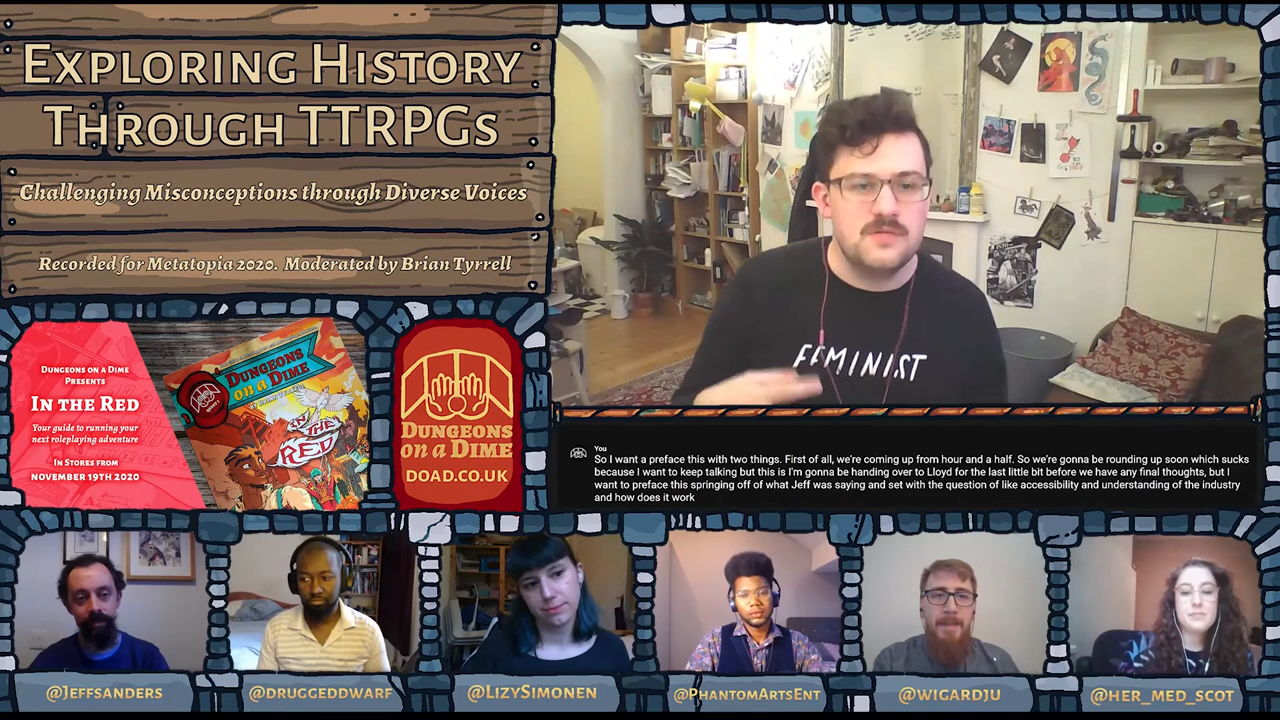 Exploring History
Through TTRPGs
Challenging Misconceptions through Diverse Voices
Recorded for Metatopia 2020. Moderated by Brian Tyrrell
Dungeons on a Dime
Presents
In the Red
Your guide to running your
next roleplaying adventure
In Stores from
November 19th 2020
Dungeons
on a Dime
In the
Red
Dungeons
on a Dime
DOAD.CO.UK
FEMINIST
You
So I want a preface this with two things. First of all, we're coming up from hour and a half. So we're gonna be rounding up soon which sucks
because I want to keep talking but this is I'm gonna be handing over to Lloyd for the last little bit before we have any final thoughts, but I
want to preface this springing off of what Jeff was saying and set with the question of like accessibility and understanding of the industry
and how does it work
@Jeffsanders
@druggeddwarf
@LizySimonen
@PhantomArtsEnt
@wigardju
@her_med_scot